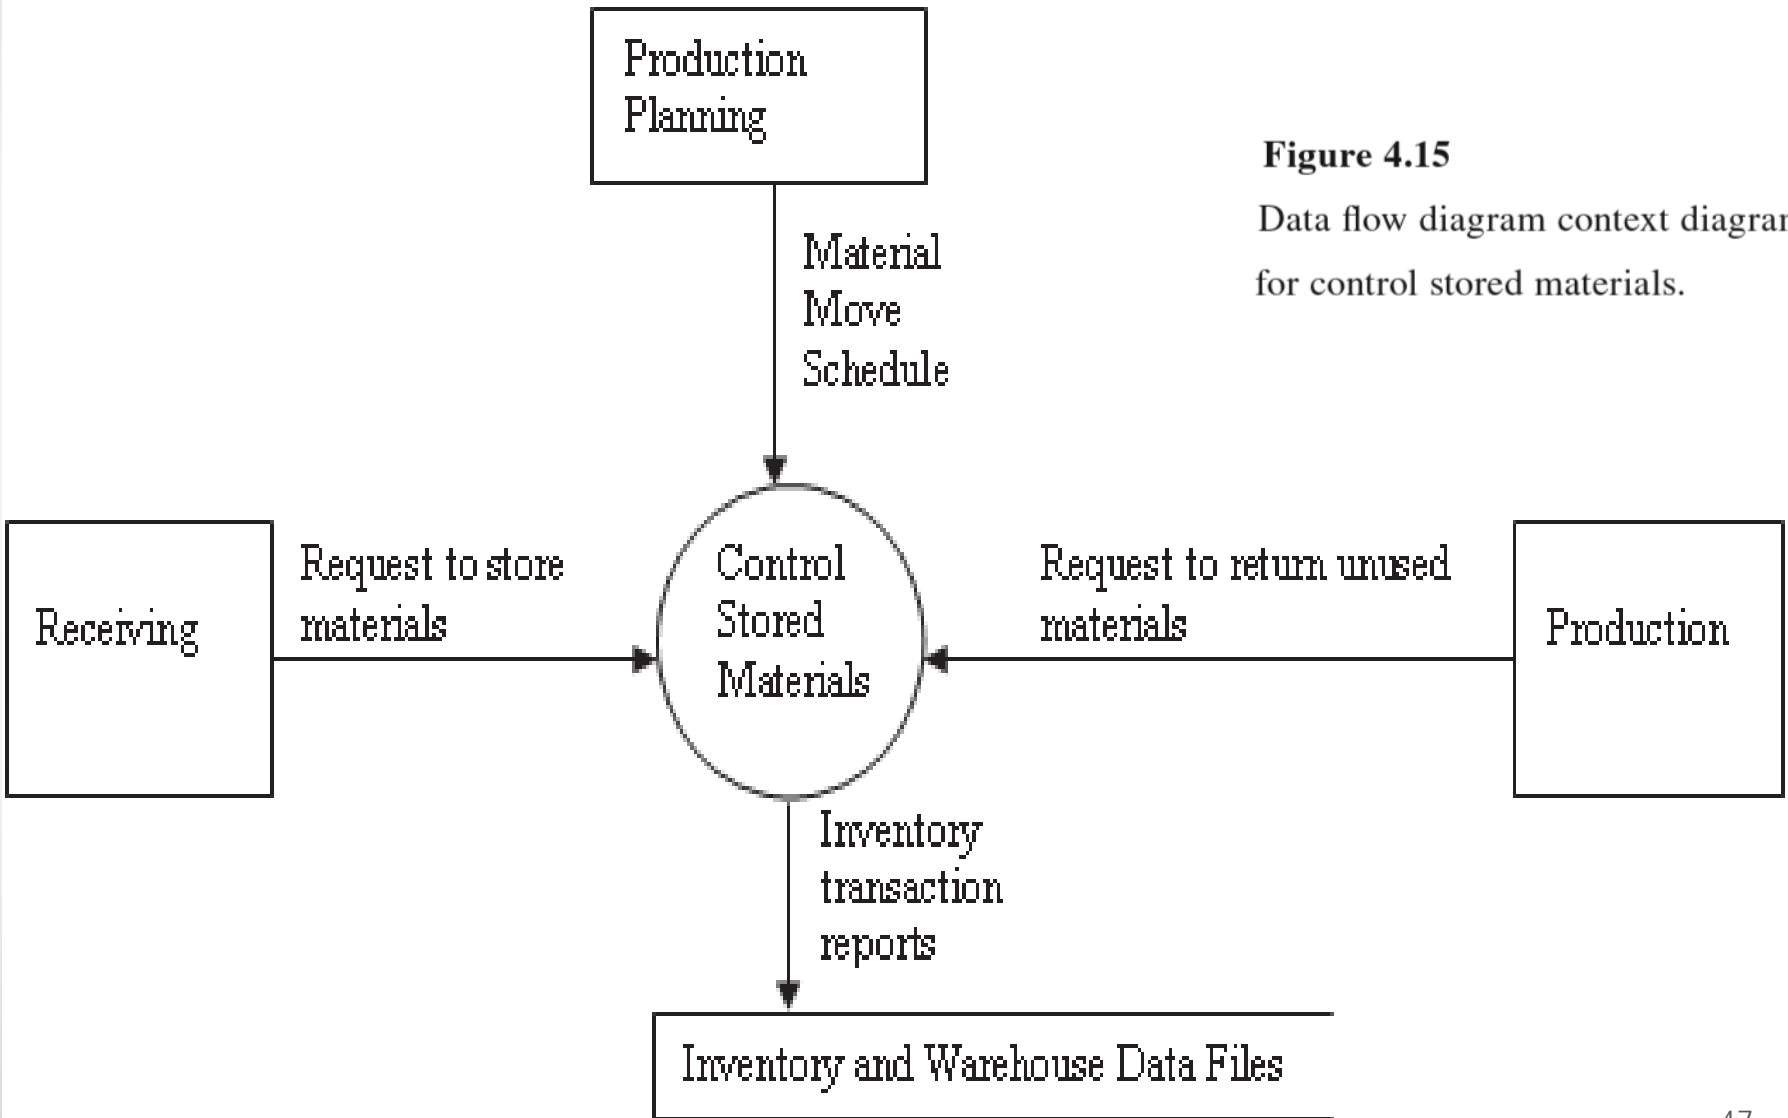 Production
Planning
Figure 4.15
Data flow diagram context
for control stored materials.
Material
Move
Schedule
Receiving
Request to store
materials
Control
Stored
Materials
Request to return unused
materials
Production
Inventory
transaction
reports
Inventory and Warehouse Data Files